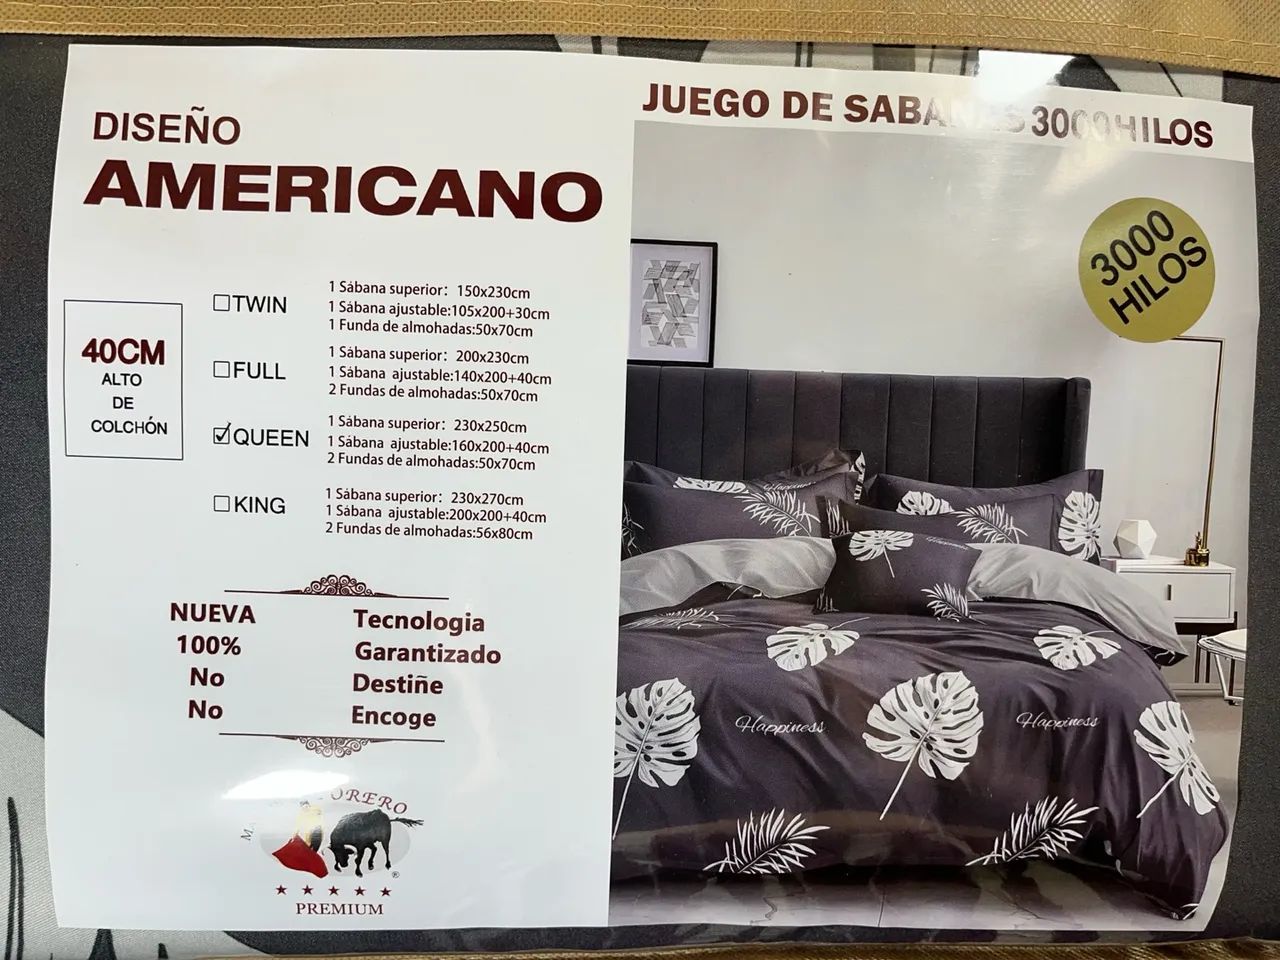 DISEÑO
AMERICANO
40CM
ALTO
DE
COLCHÓN
TWIN
1 Sábana superior: 150x230cm
1 Sábana ajustable:105x200+30cm
1 Funda de almohadas:50x70cm
FULL
1 Sábana superior: 200x230cm
1 Sábana ajustable:140x200+40cm
2 Fundas de almohadas:50x70cm
QUEEN
1 Sábana superior: 230x250cm
1 Sábana ajustable:160x200+40cm
2 Fundas de almohadas:50x70cm
KING
1 Sábana superior: 230x270cm
1 Sábana ajustable:200x200+40cm
2 Fundas de almohadas:56x80cm
NUEVA Tecnologia
100% Garantizado
No Destiñe
No Encoge
PREMIUM
JUEGO DE SABANAS 3000HILOS
3000
HILOS
Happiness
Happiness
Happiness
Happiness